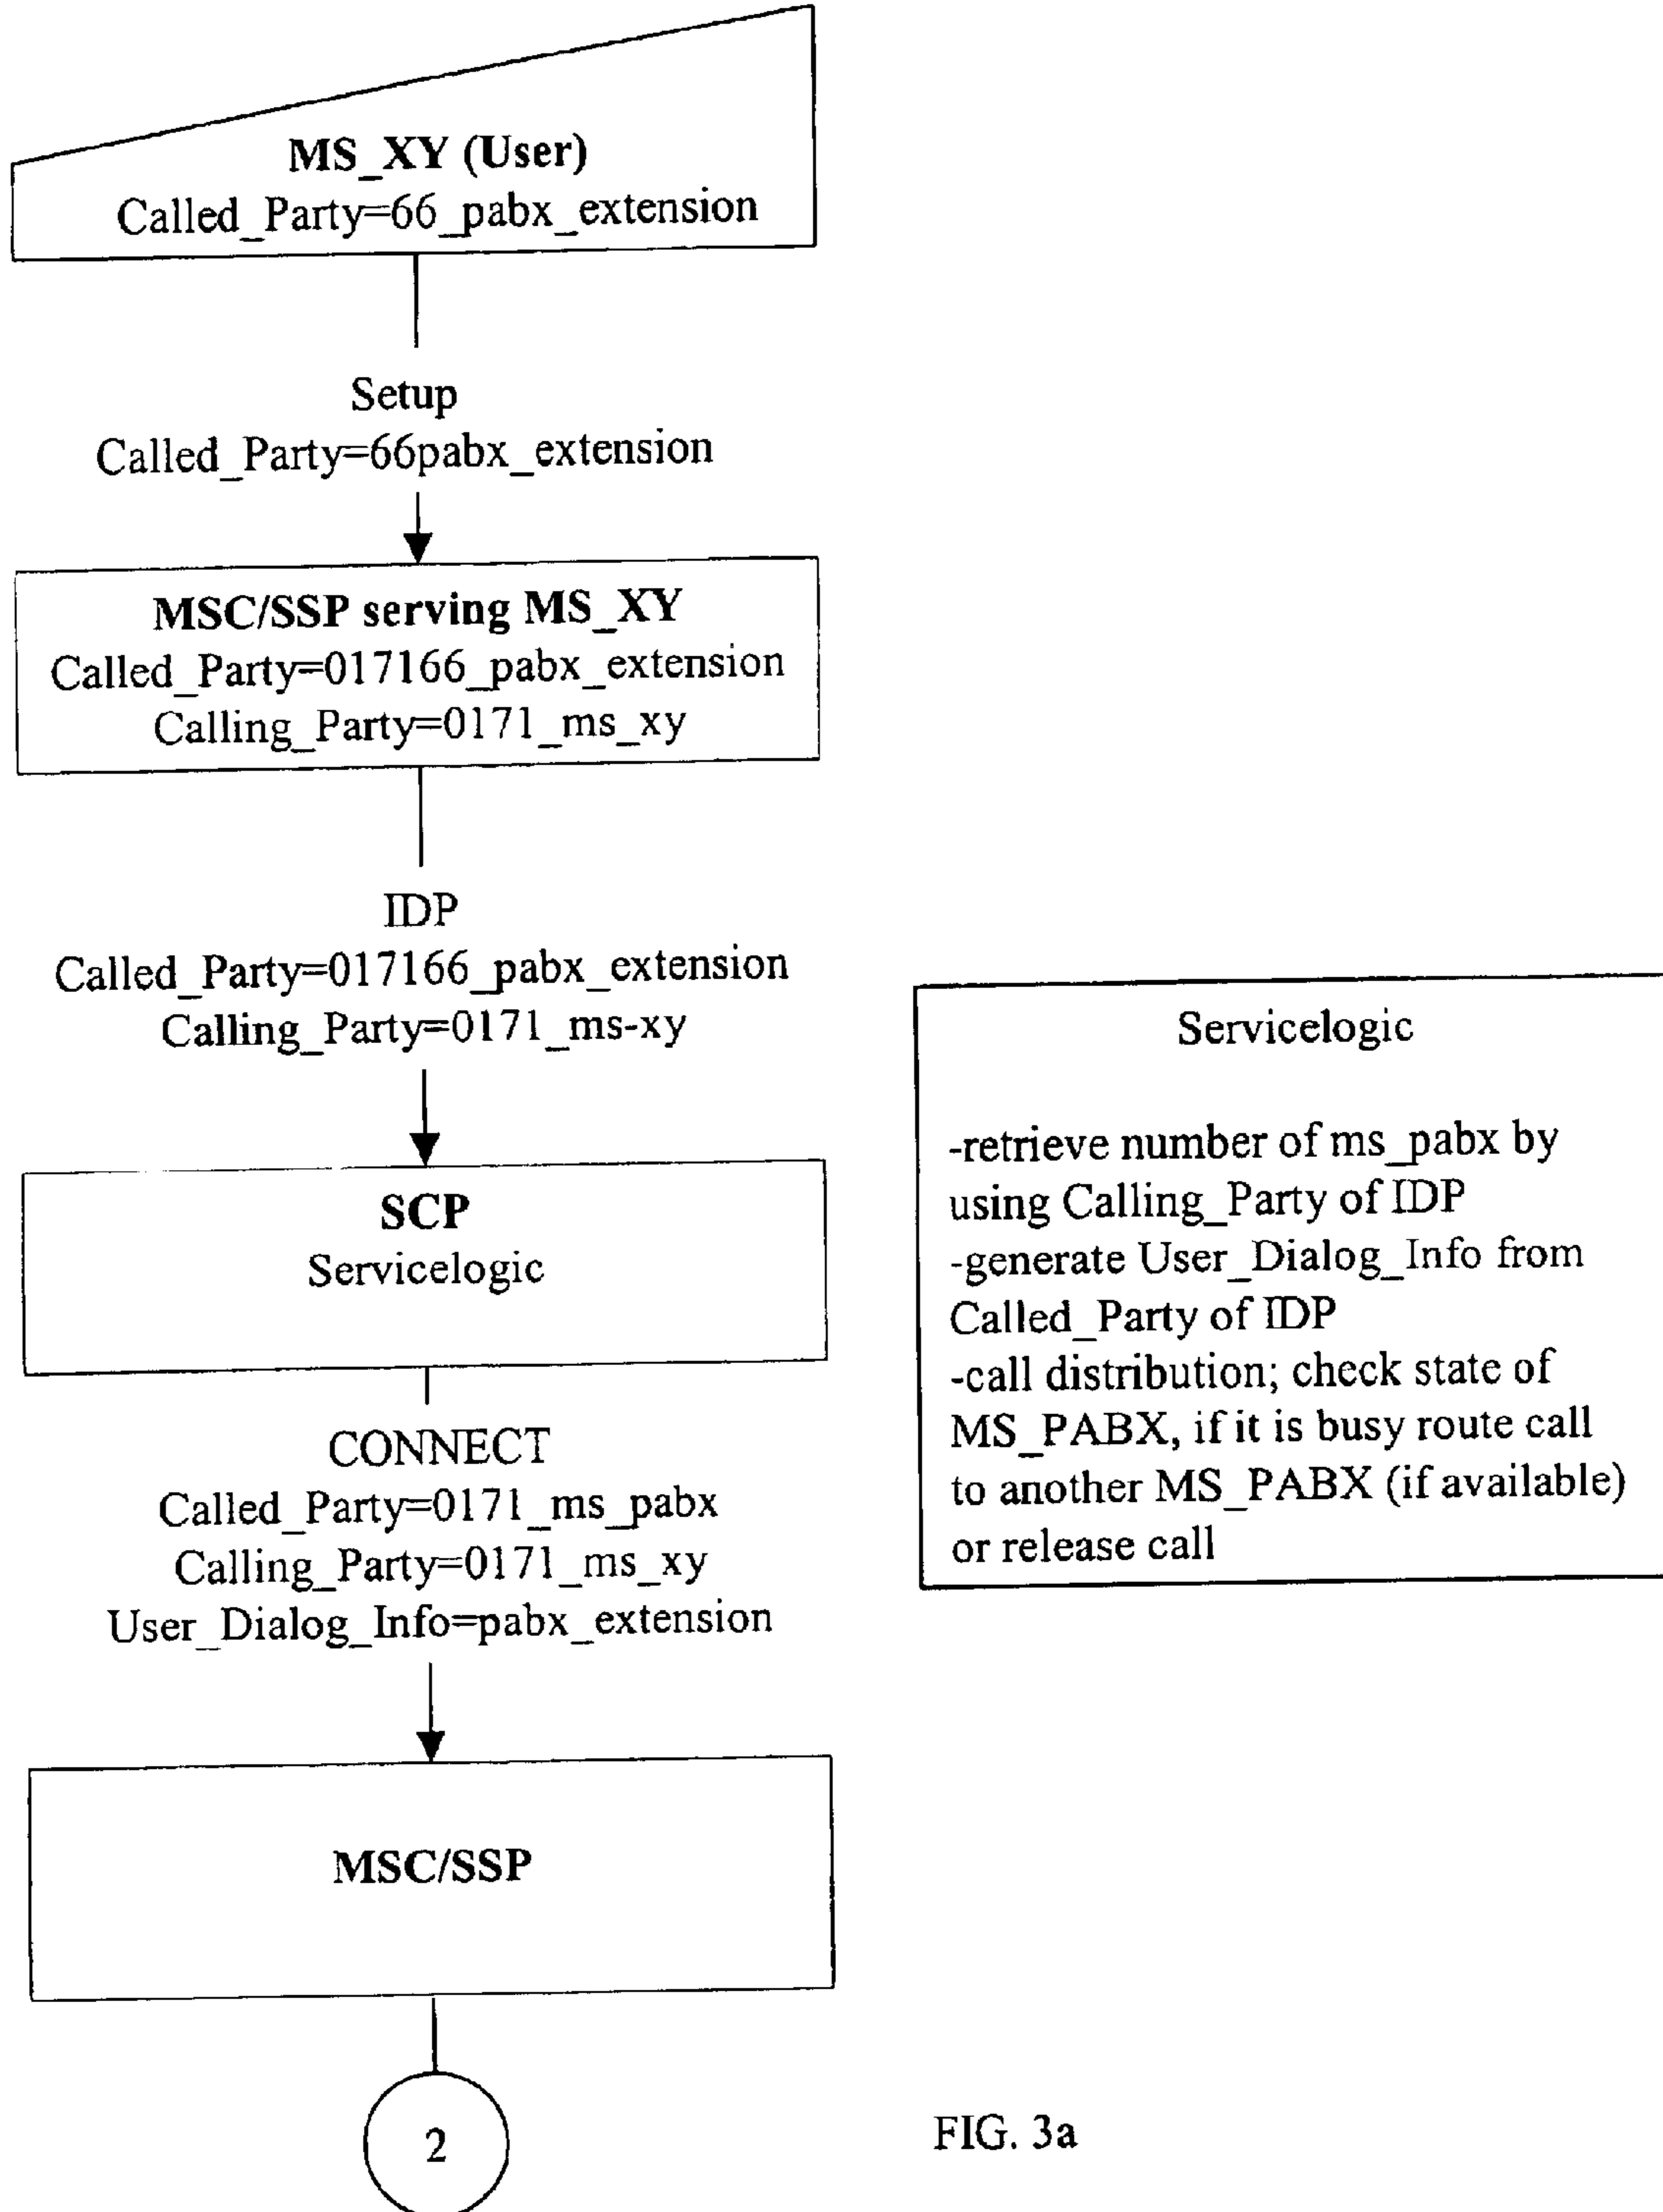 MS_XY (User)
Called_Party=66_pabx_extension
Setup
Called_Party=66pabx_extension
MSC/SSP serving MS_XY
Called_Party=017166_pabx_extension
Calling_Party=0171_ms_xy
IDP
Called_Party=017166_pabx_extension
Calling_Party=0171_ms-xy
SCP
Servicelogic
CONNECT
Called_Party=0171_ms_pabx
Calling_Party=0171_ms_xy
User_Dialog_Info=pabx_extension
MSC/SSP
2
Servicelogic
-retrieve number of ms_pabx by
using Calling_Party of IDP
-generate User_Dialog_Info from
Called_Party of IDP
-call distribution; check state of
MS_PABX, if it is busy route call
to another MS_PABX (if available)
or release call
FIG. 3a